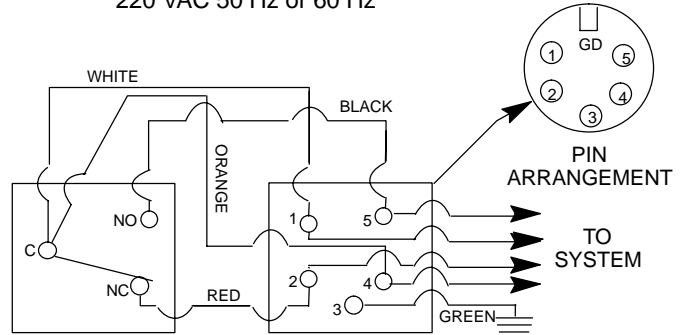 220 VAC 50 Hz or 60 Hz
GD
1
5
2
4
3
WHITE
BLACK
ORANGE
PIN
ARRANGEMENT
NO
1
5
C
TO
SYSTEM
NC
2
4
RED
3
GREEN